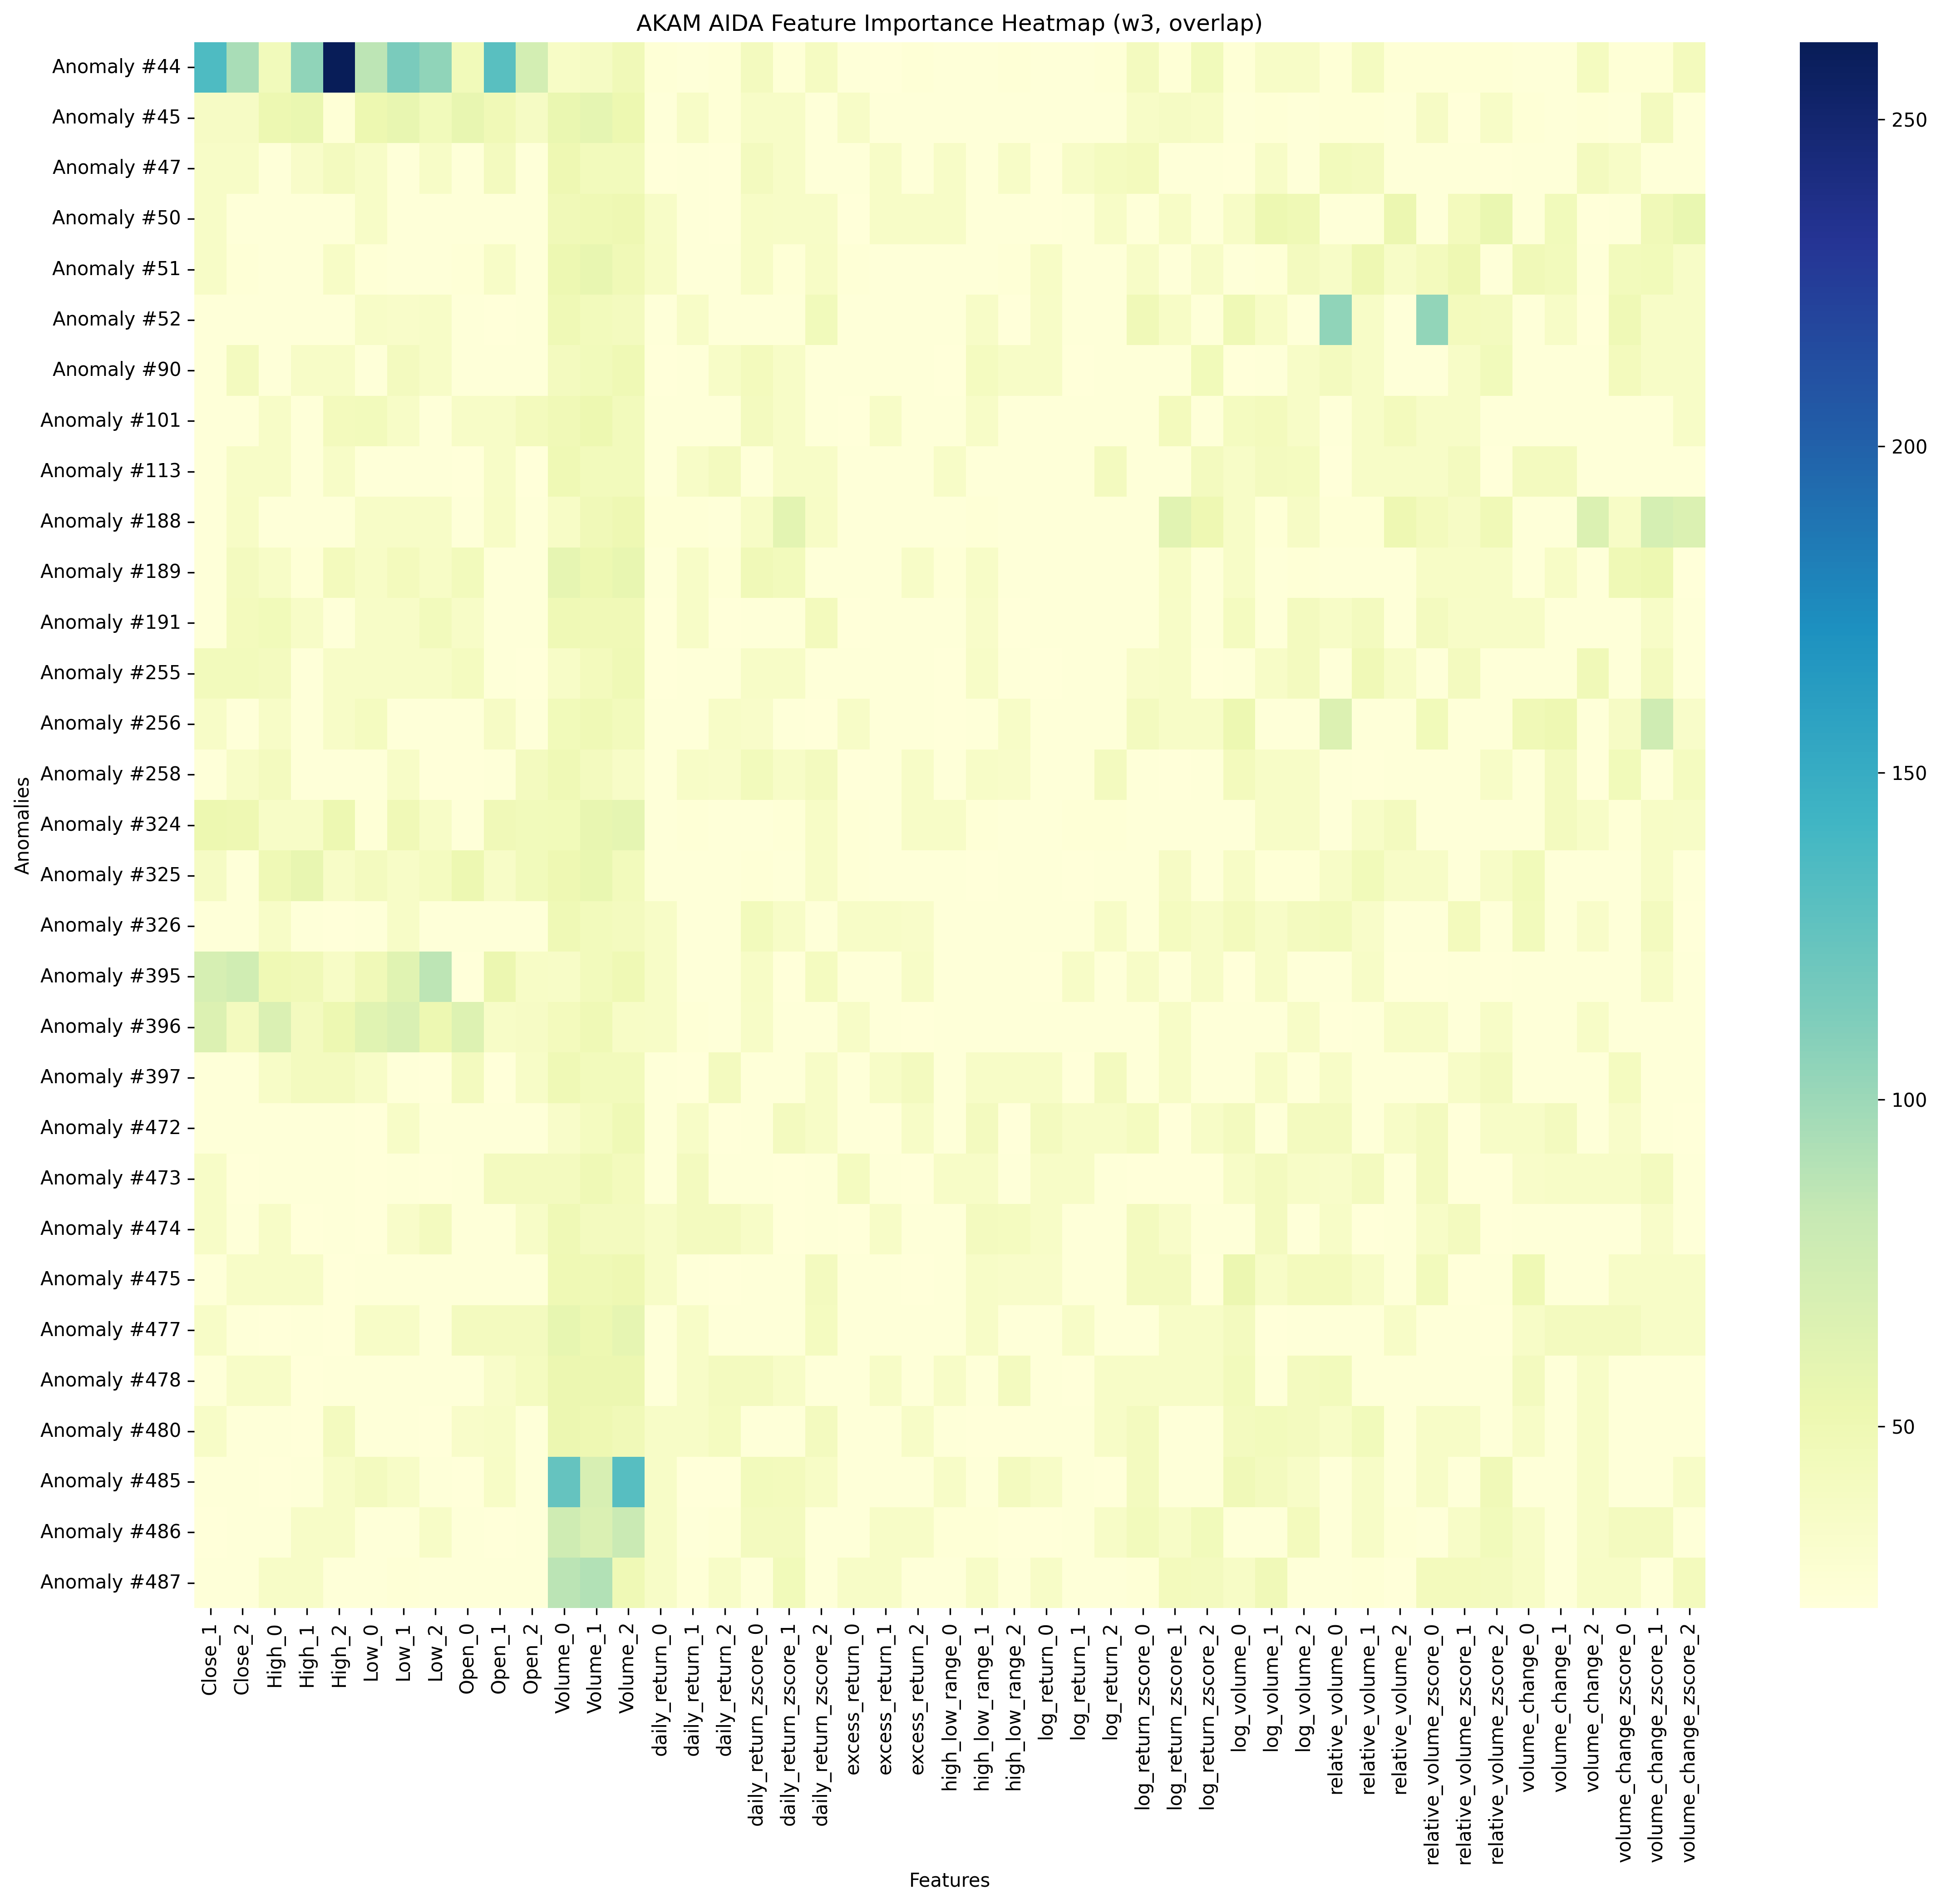 AKAM AIDA Feature Importance Heatmap (w3, overlap)
Anomalies
Anomaly #44
Anomaly #45
Anomaly #47
Anomaly #50
Anomaly #51
Anomaly #52
Anomaly #90
Anomaly #101
Anomaly #113
Anomaly #188
Anomaly #189
Anomaly #191
Anomaly #255
Anomaly #256
Anomaly #258
Anomaly #324
Anomaly #325
Anomaly #326
Anomaly #395
Anomaly #396
Anomaly #397
Anomaly #472
Anomaly #473
Anomaly #474
Anomaly #475
Anomaly #477
Anomaly #478
Anomaly #480
Anomaly #485
Anomaly #486
Anomaly #487
Close_1
Close_2
High_0
High_1
High_2
Low_0
Low_1
Low_2
Open_0
Open_1
Open_2
Volume_0
Volume_1
Volume_2
daily_return_0
daily_return_1
daily_return_2
daily_return_zscore_0
daily_return_zscore_1
daily_return_zscore_2
excess_return_0
excess_return_1
excess_return_2
high_low_range_0
high_low_range_1
high_low_range_2
log_return_0
log_return_1
log_return_2
log_return_zscore_0
log_return_zscore_1
log_return_zscore_2
log_volume_0
log_volume_1
log_volume_2
relative_volume_0
relative_volume_1
relative_volume_2
relative_volume_zscore_0
relative_volume_zscore_1
relative_volume_zscore_2
volume_change_0
volume_change_1
volume_change_2
volume_change_zscore_0
volume_change_zscore_1
volume_change_zscore_2
Features
250
200
150
100
50